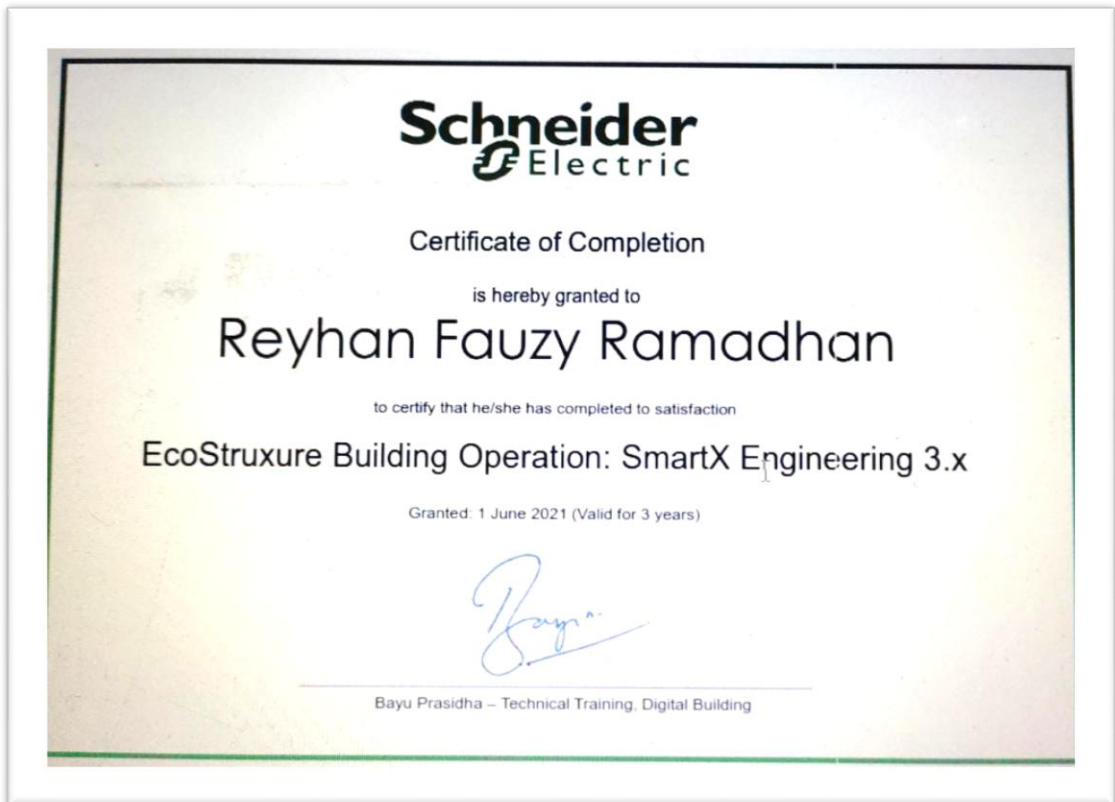 Schneider
Electric
Certificate of Completion
is hereby granted to
Reyhan Fauzy Ramadhan
to certify that he/she has completed to satisfaction
EcoStruxure Building Operation: SmartX Engineering 3.x
Granted: 1 June 2021 (Valid for 3 years)
Bayu Prasidha – Technical Training, Digital Building